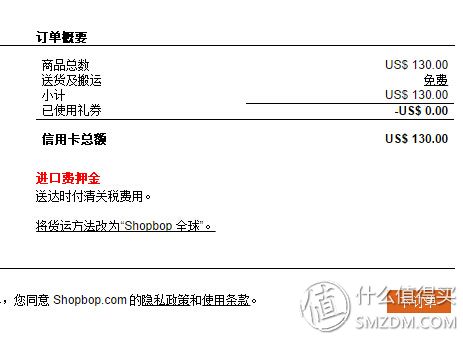 订单概要
商品总数 US$ 130.00
送货及搬运 免费
小计 US$ 130.00
已使用礼券 -US$ 0.00
信用卡总额 US$ 130.00
进口费押金
送达时付清关税费用。
将货运方法改为“Shopbop 全球”。
，您同意 Shopbop.com 的隐私政策和使用条款。
下订单
值 什么值得买
SMZDM.COM